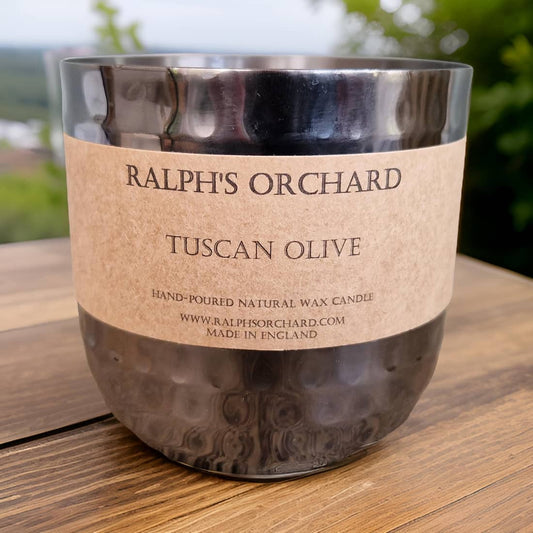 RALPH'S ORCHARD
TUSCAN OLIVE
HAND-POURED NATURAL WAX CANDLE
WWW.RALPHSORCHARD.COM
MADE IN ENGLAND